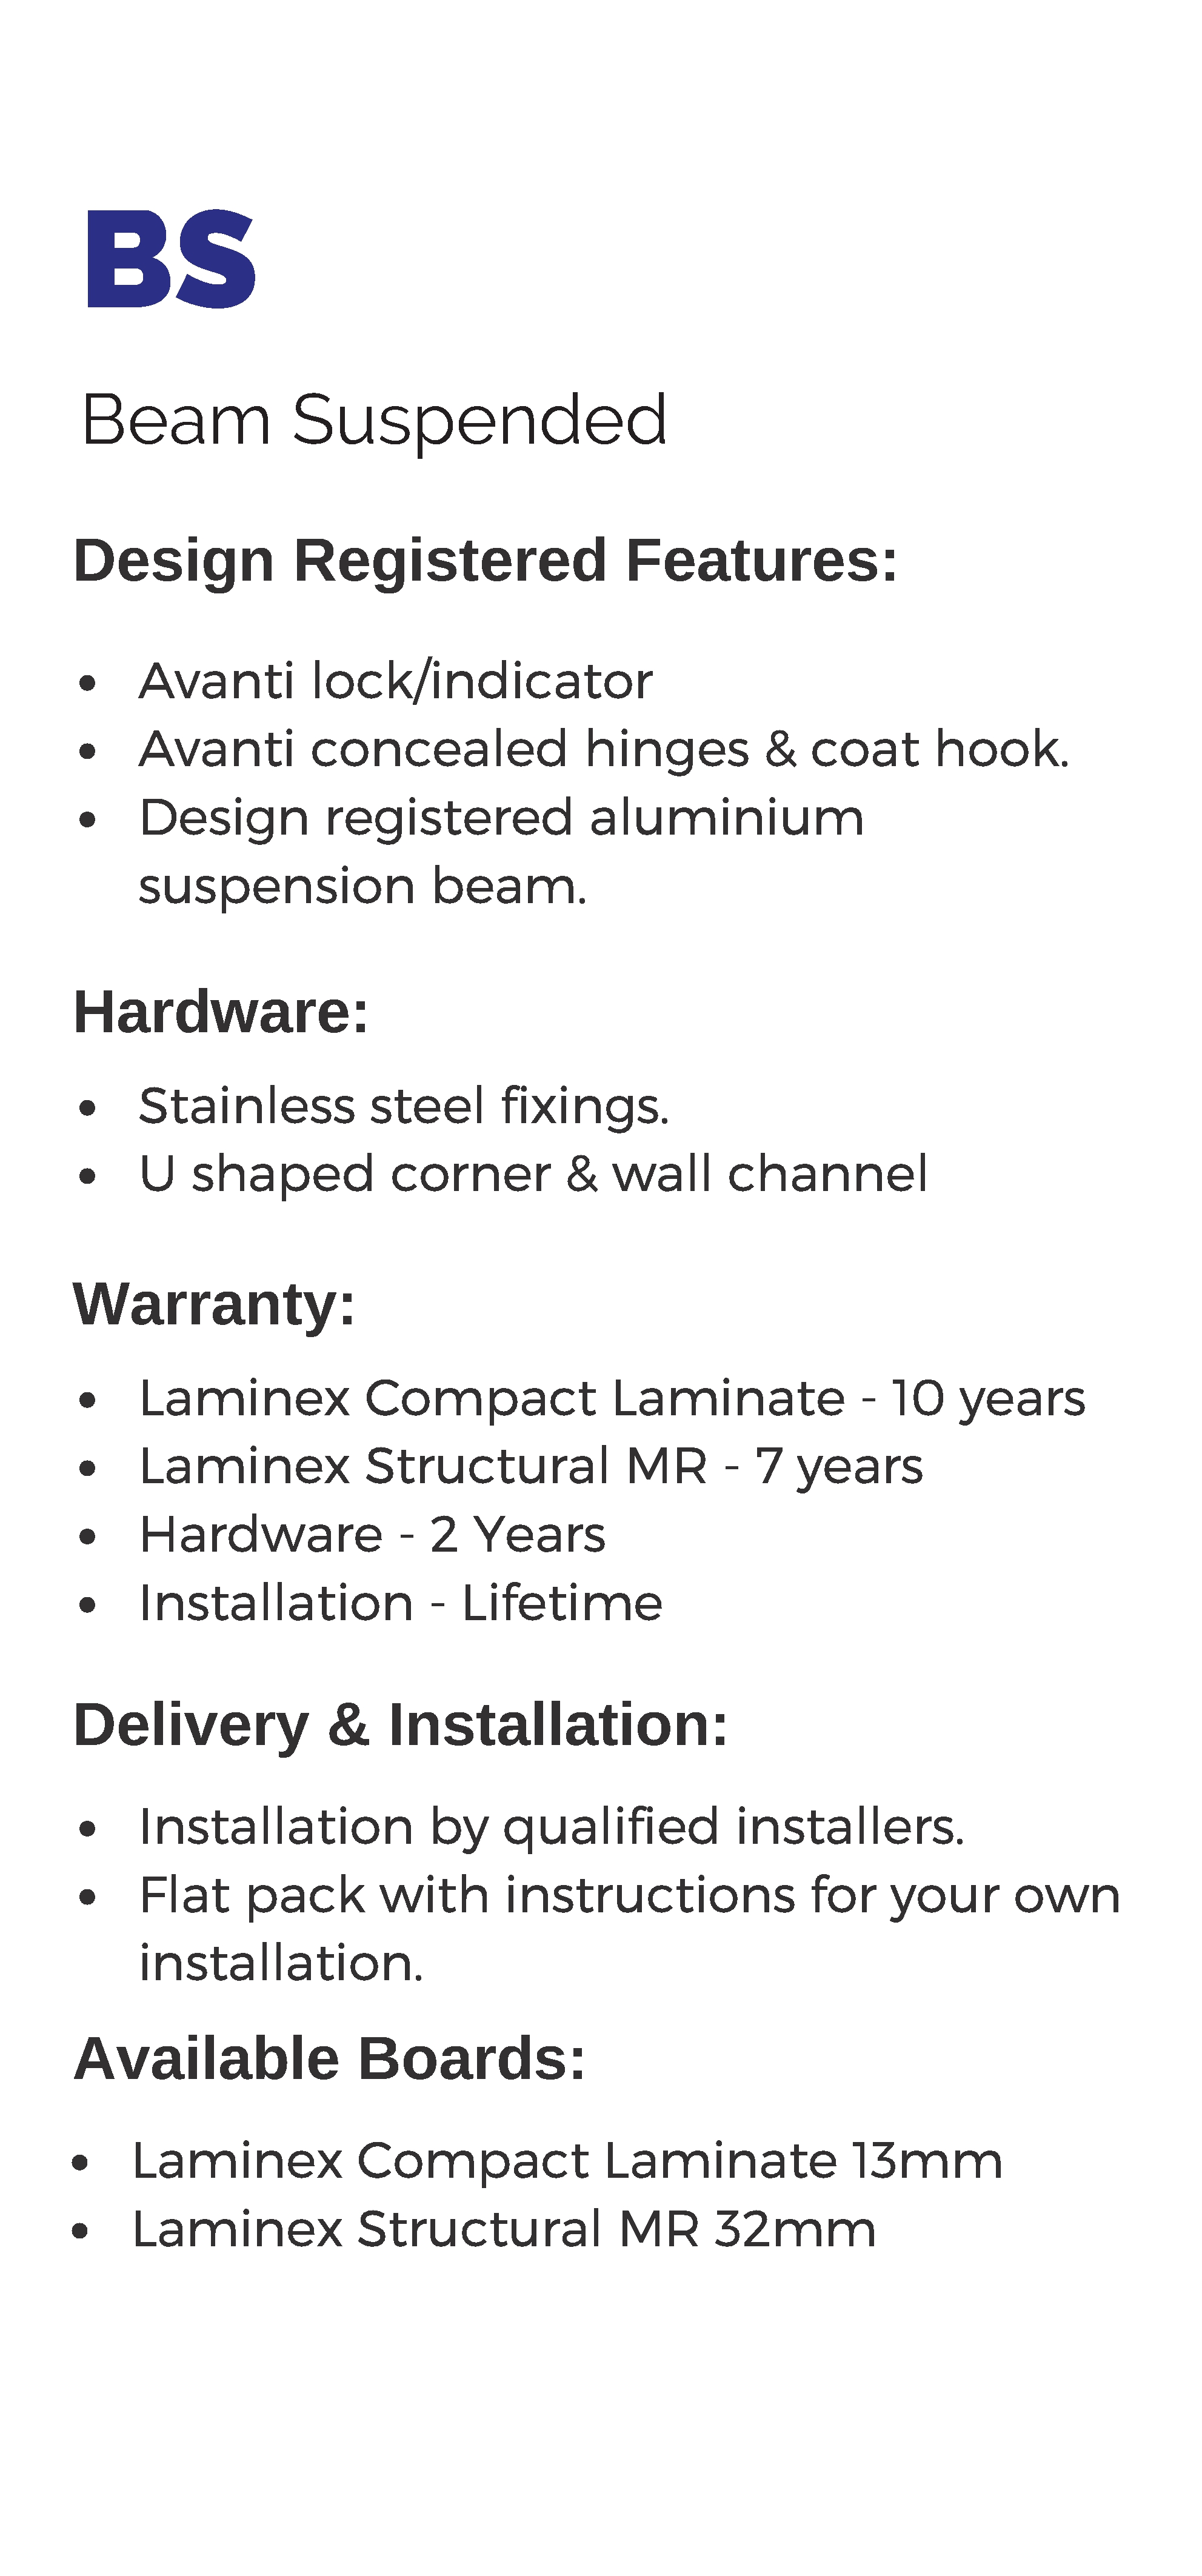 BS
Beam Suspended
Design Registered Features:
• Avanti lock/indicator
• Avanti concealed hinges & coat hook.
• Design registered aluminium
suspension beam.
Hardware:
• Stainless steel fixings.
• U shaped corner & wall channel
Warranty:
• Laminex Compact Laminate - 10 years
• Laminex Structural MR - 7 years
• Hardware - 2 Years
• Installation - Lifetime
Delivery & Installation:
• Installation by qualified installers.
• Flat pack with instructions for your own
installation.
Available Boards:
• Laminex Compact Laminate 13mm
• Laminex Structural MR 32mm